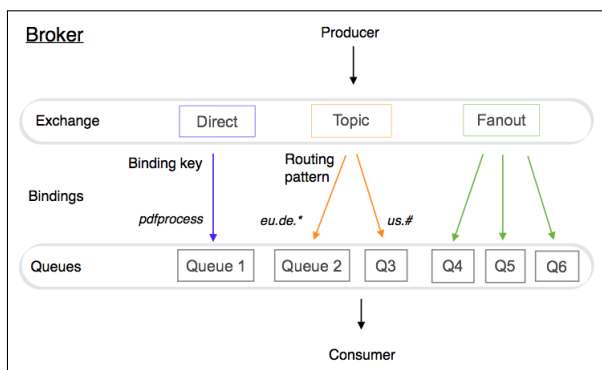 Broker
Producer
Exchange
Direct
Topic
Fanout
Binding key
Routing
pattern
Bindings
pdfprocess
eu.de.*
us.#
Queues
Queue 1
Queue 2
Q3
Q4
Q5
Q6
Consumer